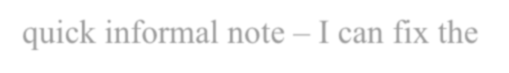 quick informal note – I can fix the